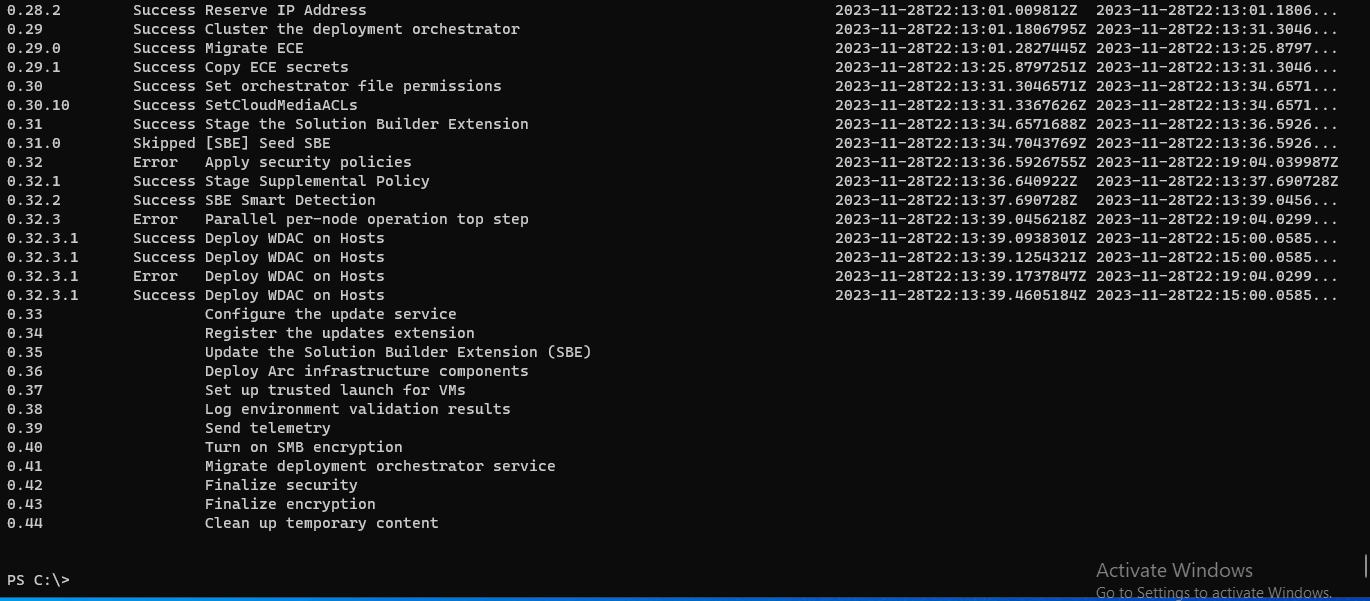 0.28.2 Success Reserve IP Address 2023-11-28T22:13:01.009812Z 2023-11-28T22:13:01.1806...
0.29 Success Cluster the deployment orchestrator 2023-11-28T22:13:01.1806795Z 2023-11-28T22:13:31.3046...
0.29.0 Success Migrate ECE 2023-11-28T22:13:01.2827445Z 2023-11-28T22:13:25.8797...
0.29.1 Success Copy ECE secrets 2023-11-28T22:13:25.8797251Z 2023-11-28T22:13:31.3046...
0.30 Success Set orchestrator file permissions 2023-11-28T22:13:31.3046571Z 2023-11-28T22:13:34.6571...
0.30.10 Success SetCloudMediaACLs 2023-11-28T22:13:31.3367626Z 2023-11-28T22:13:34.6571...
0.31 Success Stage the Solution Builder Extension 2023-11-28T22:13:34.6571688Z 2023-11-28T22:13:36.5926...
0.31.0 Skipped [SBE] Seed SBE 2023-11-28T22:13:34.7043769Z 2023-11-28T22:13:36.5926...
0.32 Error Apply security policies 2023-11-28T22:13:36.5926755Z 2023-11-28T22:19:04.039987Z
0.32.1 Success Stage Supplemental Policy 2023-11-28T22:13:36.640922Z 2023-11-28T22:13:37.690728Z
0.32.2 Success SBE Smart Detection 2023-11-28T22:13:37.690728Z 2023-11-28T22:13:39.0456...
0.32.3 Error Parallel per-node operation top step 2023-11-28T22:13:39.0456218Z 2023-11-28T22:19:04.0299...
0.32.3.1 Success Deploy WDAC on Hosts 2023-11-28T22:13:39.0938301Z 2023-11-28T22:15:00.0585...
0.32.3.1 Success Deploy WDAC on Hosts 2023-11-28T22:13:39.1254321Z 2023-11-28T22:15:00.0585...
0.32.3.1 Error Deploy WDAC on Hosts 2023-11-28T22:13:39.1737847Z 2023-11-28T22:19:04.0299...
0.32.3.1 Success Deploy WDAC on Hosts 2023-11-28T22:13:39.4605184Z 2023-11-28T22:15:00.0585...
0.33 Configure the update service
0.34 Register the updates extension
0.35 Update the Solution Builder Extension (SBE)
0.36 Deploy Arc infrastructure components
0.37 Set up trusted launch for VMs
0.38 Log environment validation results
0.39 Send telemetry
0.40 Turn on SMB encryption
0.41 Migrate deployment orchestrator service
0.42 Finalize security
0.43 Finalize encryption
0.44 Clean up temporary content
PS C:\>
Activate Windows
Go to Settings to activate Windows.